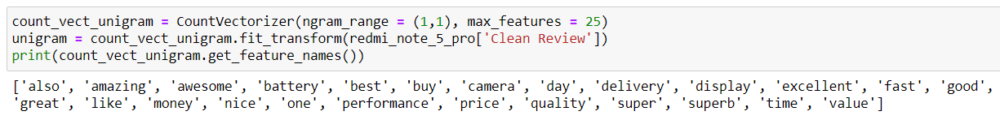 count_vect_unigram = CountVectorizer(ngram_range = (1,1), max_features = 25)
unigram = count_vect_unigram.fit_transform(redmi_note_5_pro['Clean Review'])
print(count_vect_unigram.get_feature_names())
['also', 'amazing', 'awesome', 'battery', 'best', 'buy', 'camera', 'day', 'delivery', 'display', 'excellent', 'fast', 'good',
'great', 'like', 'money', 'nice', 'one', 'performance', 'price', 'quality', 'super', 'superb', 'time', 'value']